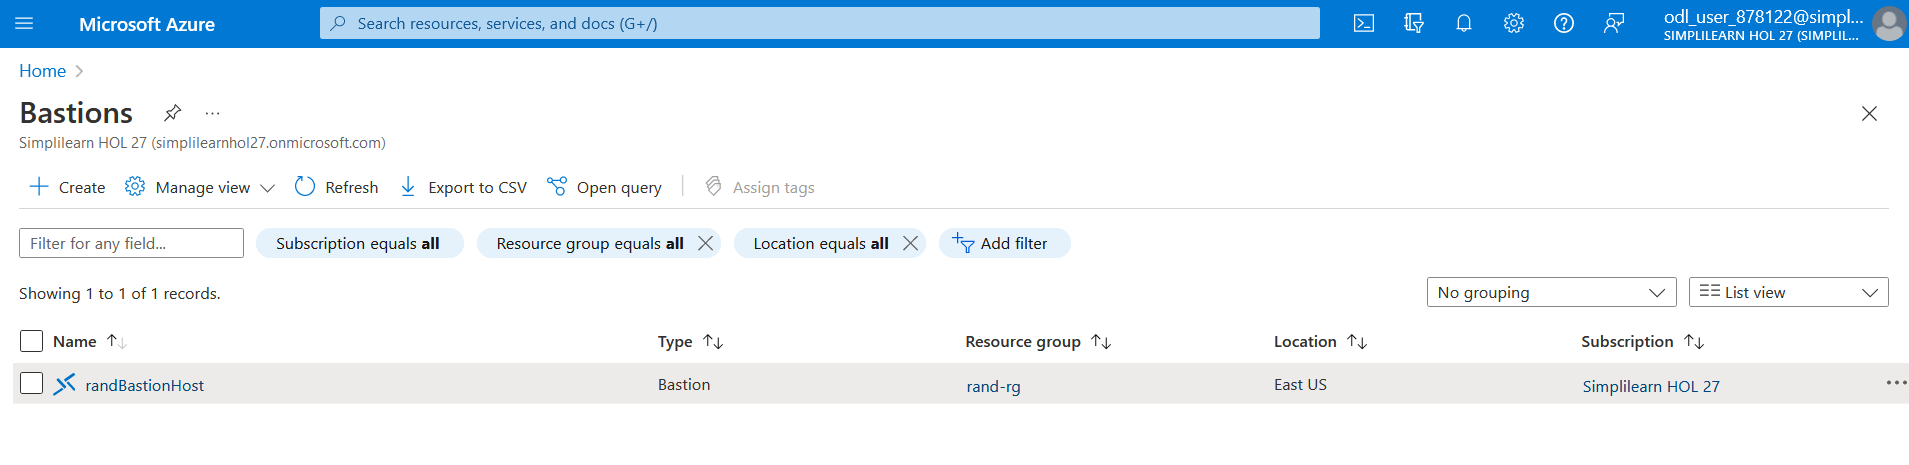 Microsoft Azure
Search resources, services, and docs (G+/)
odl_user_878122@simpl...
SIMPLILEARN HOL 27 (SIMPLIL...
Home
Bastions
Simplilearn HOL 27 (simplilearnhol27.onmicrosoft.com)
Create Manage view Refresh Export to CSV Open query Assign tags
Filter for any field... Subscription equals all Resource group equals all Location equals all Add filter
Showing 1 to 1 of 1 records. No grouping List view
Name Type Resource group Location Subscription
randBastionHost Bastion rand-rg East US Simplilearn HOL 27